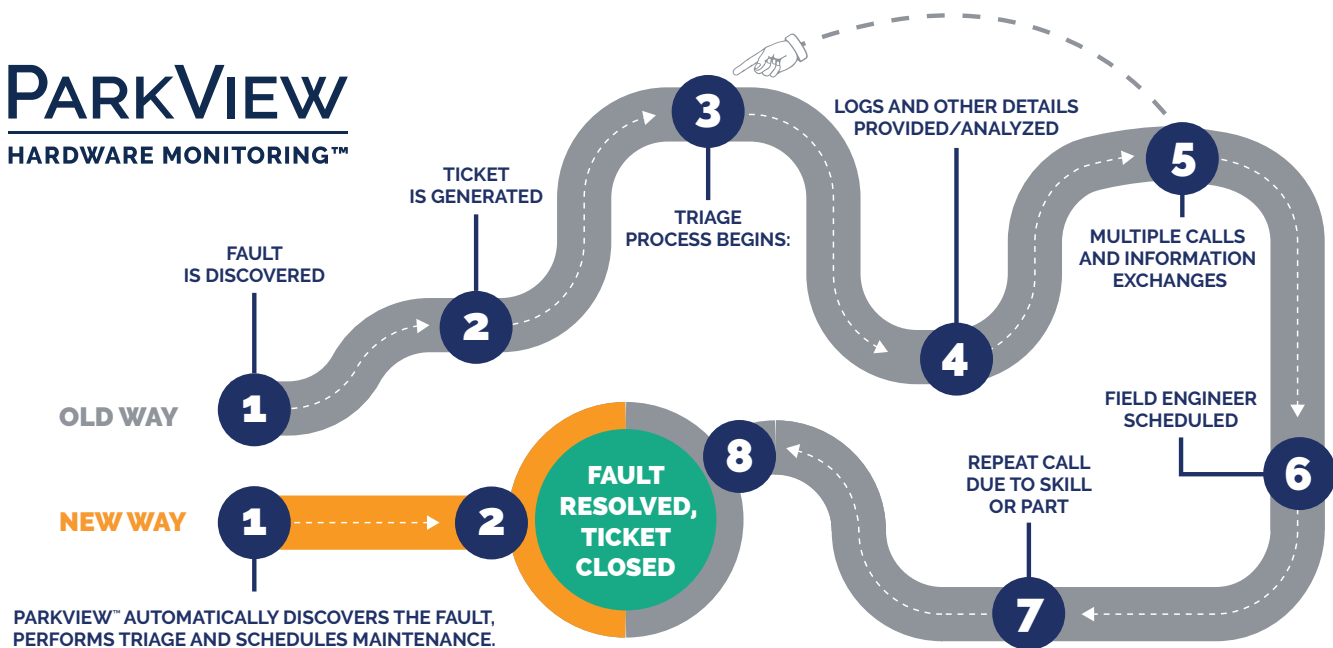 PARKVIEW
HARDWARE MONITORING™
OLD WAY
1
FAULT
IS DISCOVERED
2
TICKET
IS GENERATED
3
TRIAGE
PROCESS BEGINS:
4
LOGS AND OTHER DETAILS
PROVIDED/ANALYZED
5
MULTIPLE CALLS
AND INFORMATION
EXCHANGES
6
FIELD ENGINEER
SCHEDULED
7
REPEAT CALL
DUE TO SKILL
OR PART
8
FAULT
RESOLVED,
TICKET
CLOSED
NEW WAY
1
2
PARKVIEW™ AUTOMATICALLY DISCOVERS THE FAULT,
PERFORMS TRIAGE AND SCHEDULES MAINTENANCE.